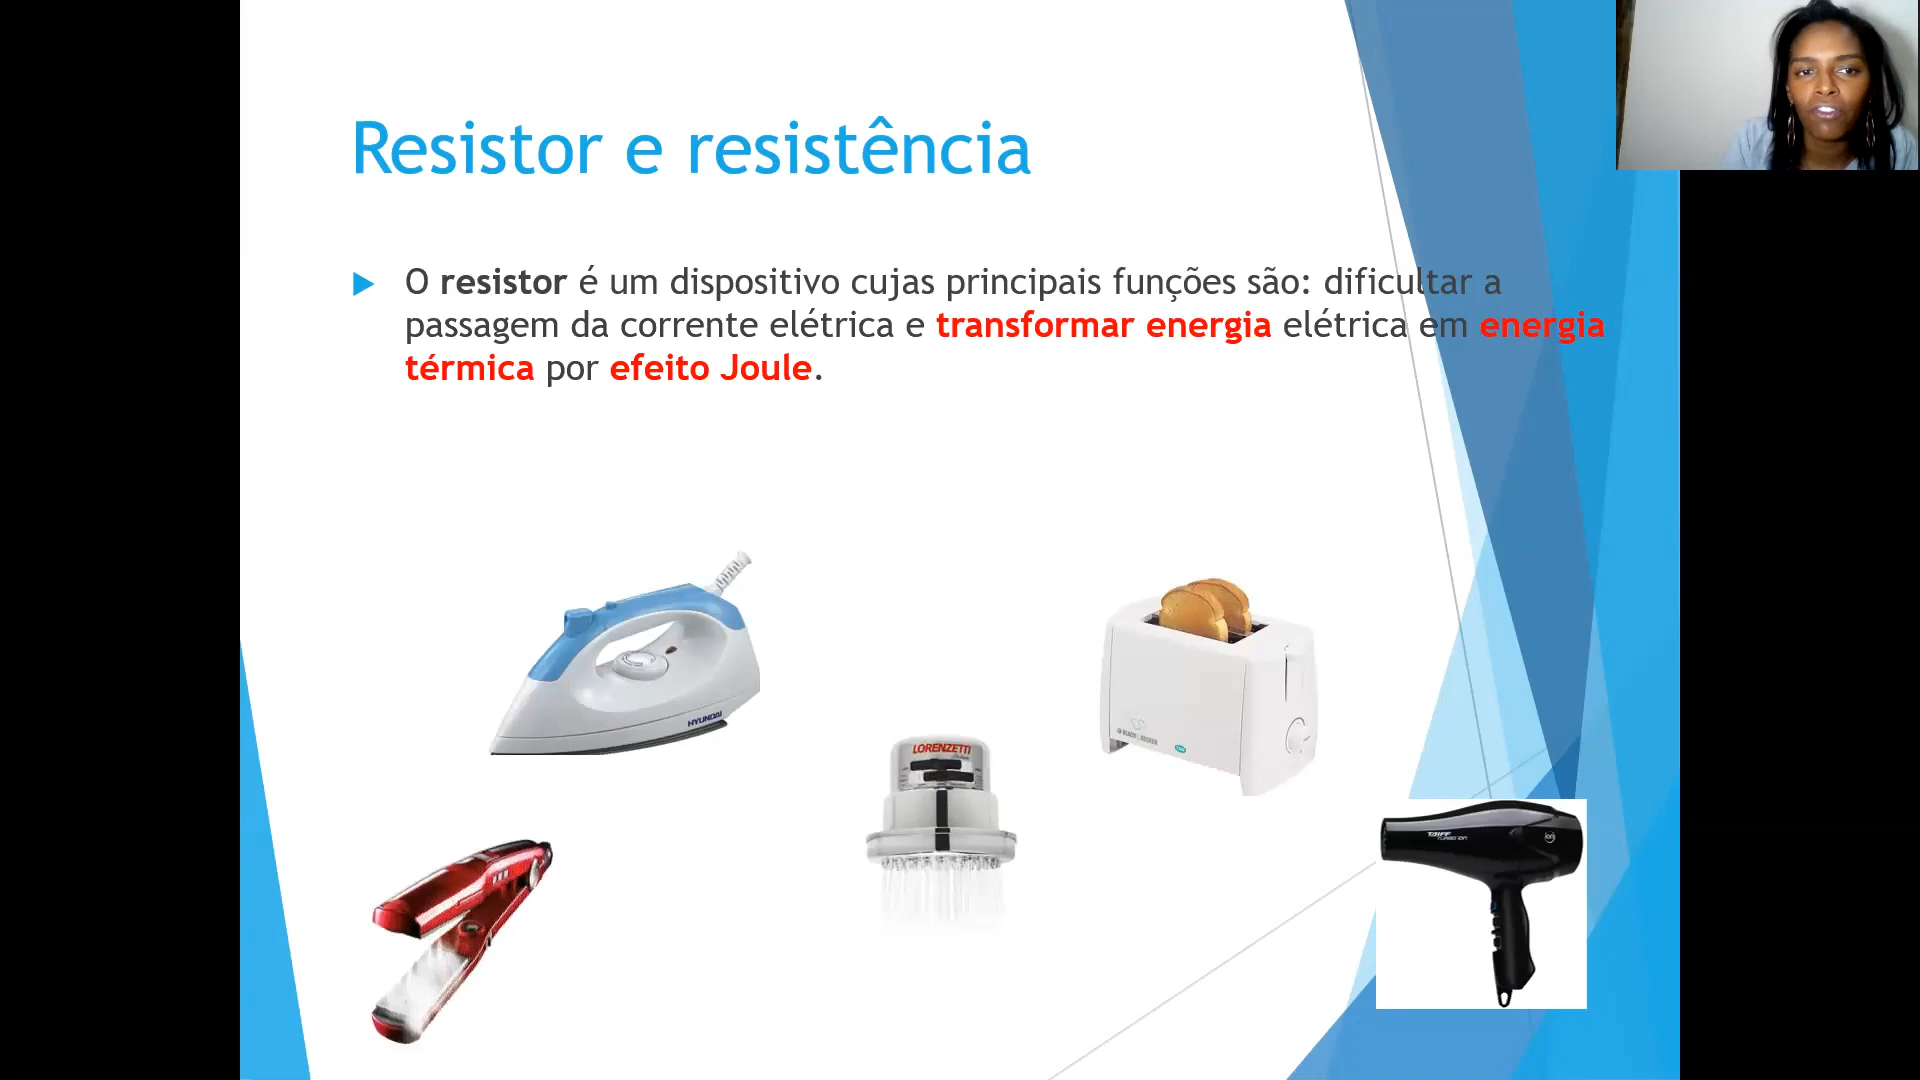 Resistor e resistência
O resistor é um dispositivo cujas principais funções são: dificultar a
passagem da corrente elétrica e transformar energia elétrica em energia
térmica por efeito Joule.
HYUNDAI
LORENZETTI
BLACK & DECKER
TAIFF